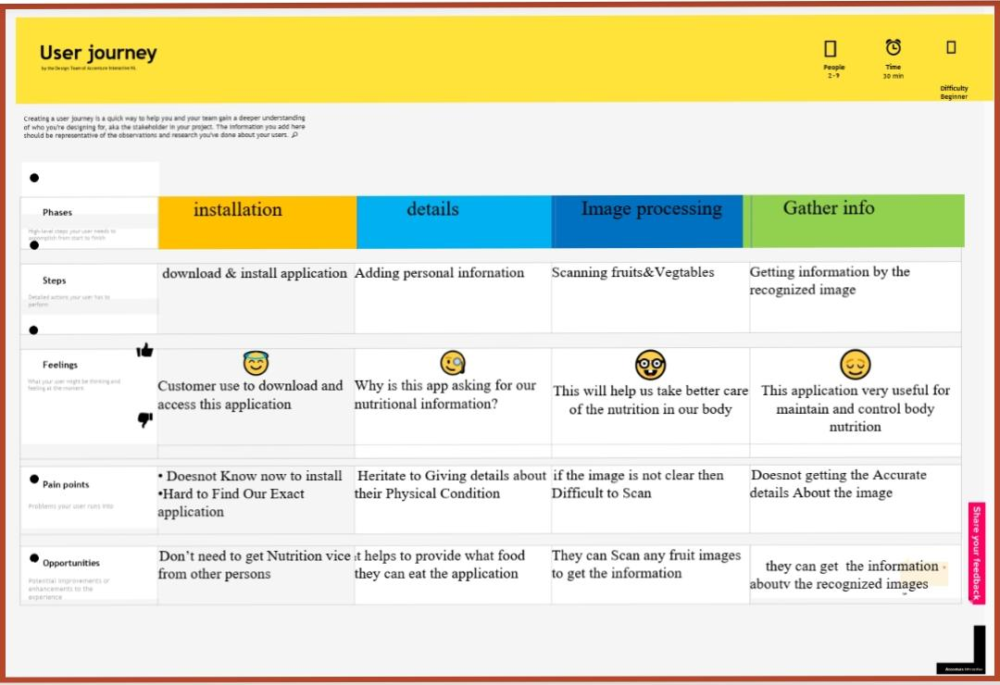 User journey
by the Design Team of Accenture Interactive NL
People
2-9
Time
30 min
Difficulty
Beginner
Creating a user journey is a quick way to help you and your team gain a deeper understanding
of who you're designing for, aka the stakeholder in your project. The information you add here
should be representative of the observations and research you've done about your users.
Phases
High-level steps your user needs to
accomplish from start to finish
installation
details
Image processing
Gather info
Steps
Detailed actions your user has to
perform
download & install application
Adding personal infornation
Scanning fruits&Vegtables
Getting information by the
recognized image
Feelings
What your user might be thinking and
feeling at the moment
Customer use to download and
access this application
Why is this app asking for our
nutritional information?
This will help us take better care
of the nutrition in our body
This application very useful for
maintain and control body
nutrition
Pain points
Problems your user runs into
• Doesnot Know now to install
•Hard to Find Our Exact
application
Heritate to Giving details about
their Physical Condition
if the image is not clear then
Difficult to Scan
Doesnot getting the Accurate
details About the image
Opportunities
Potential improvements or
enhancements to the
experience
Don't need to get Nutrition vice
from other persons
it helps to provide what food
they can eat the application
They can Scan any fruit images
to get the information
they can get the information
aboutv the recognized images
Share your feedback
Accenture Interactive